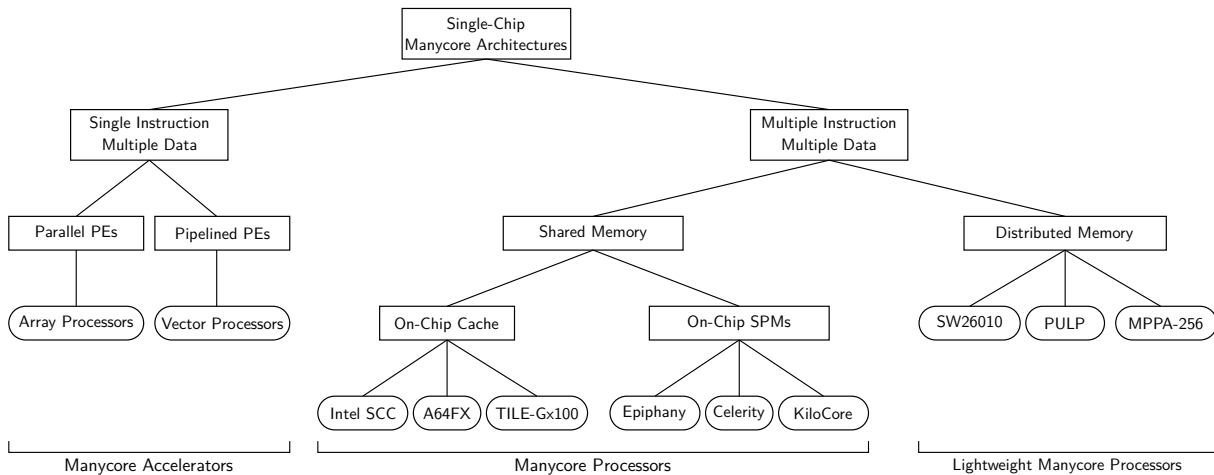 Single-Chip
Manycore Architectures
Single Instruction
Multiple Data
Multiple Instruction
Multiple Data
Parallel PEs
Pipelined PEs
Shared Memory
Distributed Memory
Array Processors
Vector Processors
On-Chip Cache
On-Chip SPMs
SW26010
PULP
MPPA-256
Intel SCC
A64FX
TILE-Gx100
Epiphany
Celerity
KiloCore
Manycore Accelerators
Manycore Processors
Lightweight Manycore Processors